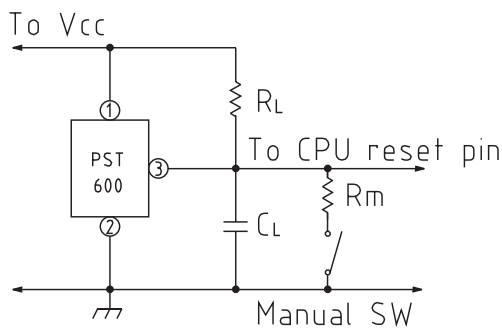 To Vcc
1
RL
PST
600
3
To CPU reset pin
Rm
2
CL
Manual SW